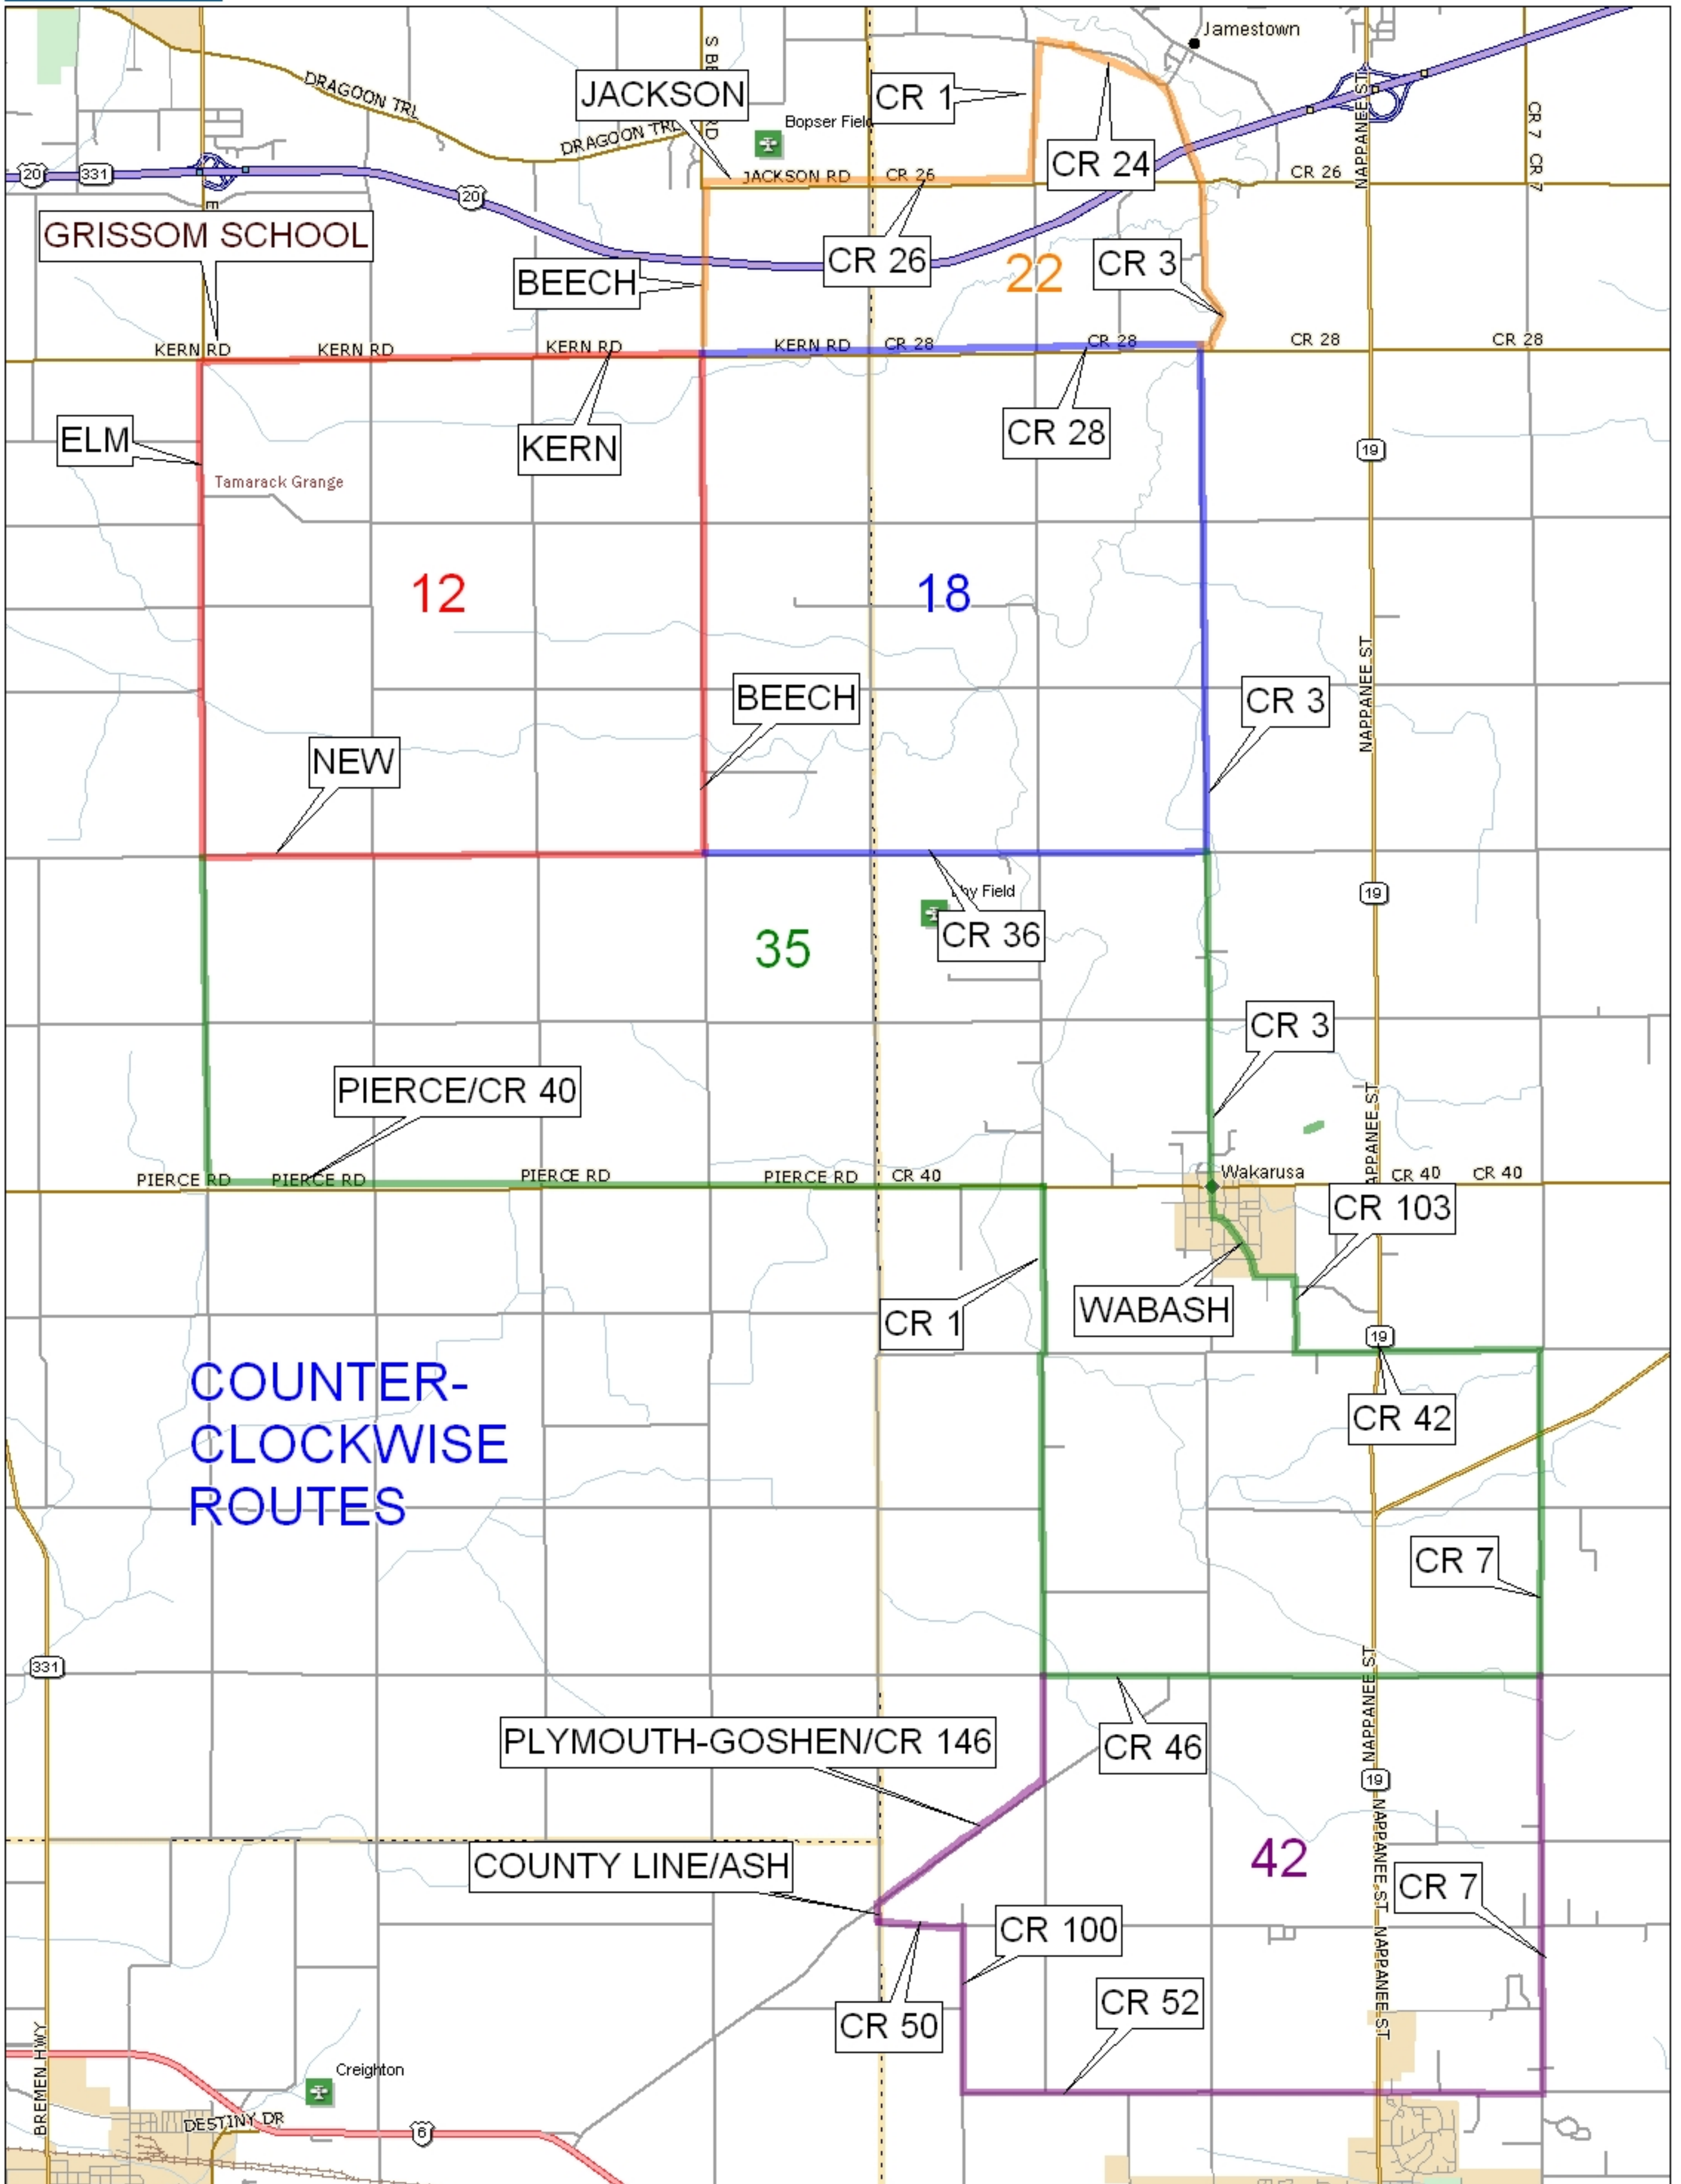 Jamestown
S BE
RD
DRAGOON TRL
JACKSON
CR 1
NAPPANEE ST
CR 7
CR 7
Bopser Field
DRAGOON TRL
CR 24
20
331
JACKSON RD
CR 26
CR 26
20
E
GRISSOM SCHOOL
CR 26
CR 3
22
BEECH
KERN RD
KERN RD
KERN RD
KERN RD
CR 28
CR 28
CR 28
CR 28
ELM
KERN
CR 28
19
Tamarack Grange
12
18
NAPPANEE ST
BEECH
CR 3
NEW
by Field
19
CR 36
35
CR 3
PIERCE/CR 40
APPANEE ST
PIERCE RD
PIERCE RD
PIERCE RD
PIERCE RD
CR 40
Wakarusa
CR 40
CR 40
CR 103
CR 1
WABASH
19
COUNTER-
CLOCKWISE
ROUTES
CR 42
CR 7
331
NAPPANEE ST
PLYMOUTH-GOSHEN/CR 146
CR 46
19
NAPPANEE ST
COUNTY LINE/ASH
42
CR 7
CR 100
NAPPANEE ST
CR 50
CR 52
BREMEN HWY
Creighton
DESTINY DR
6